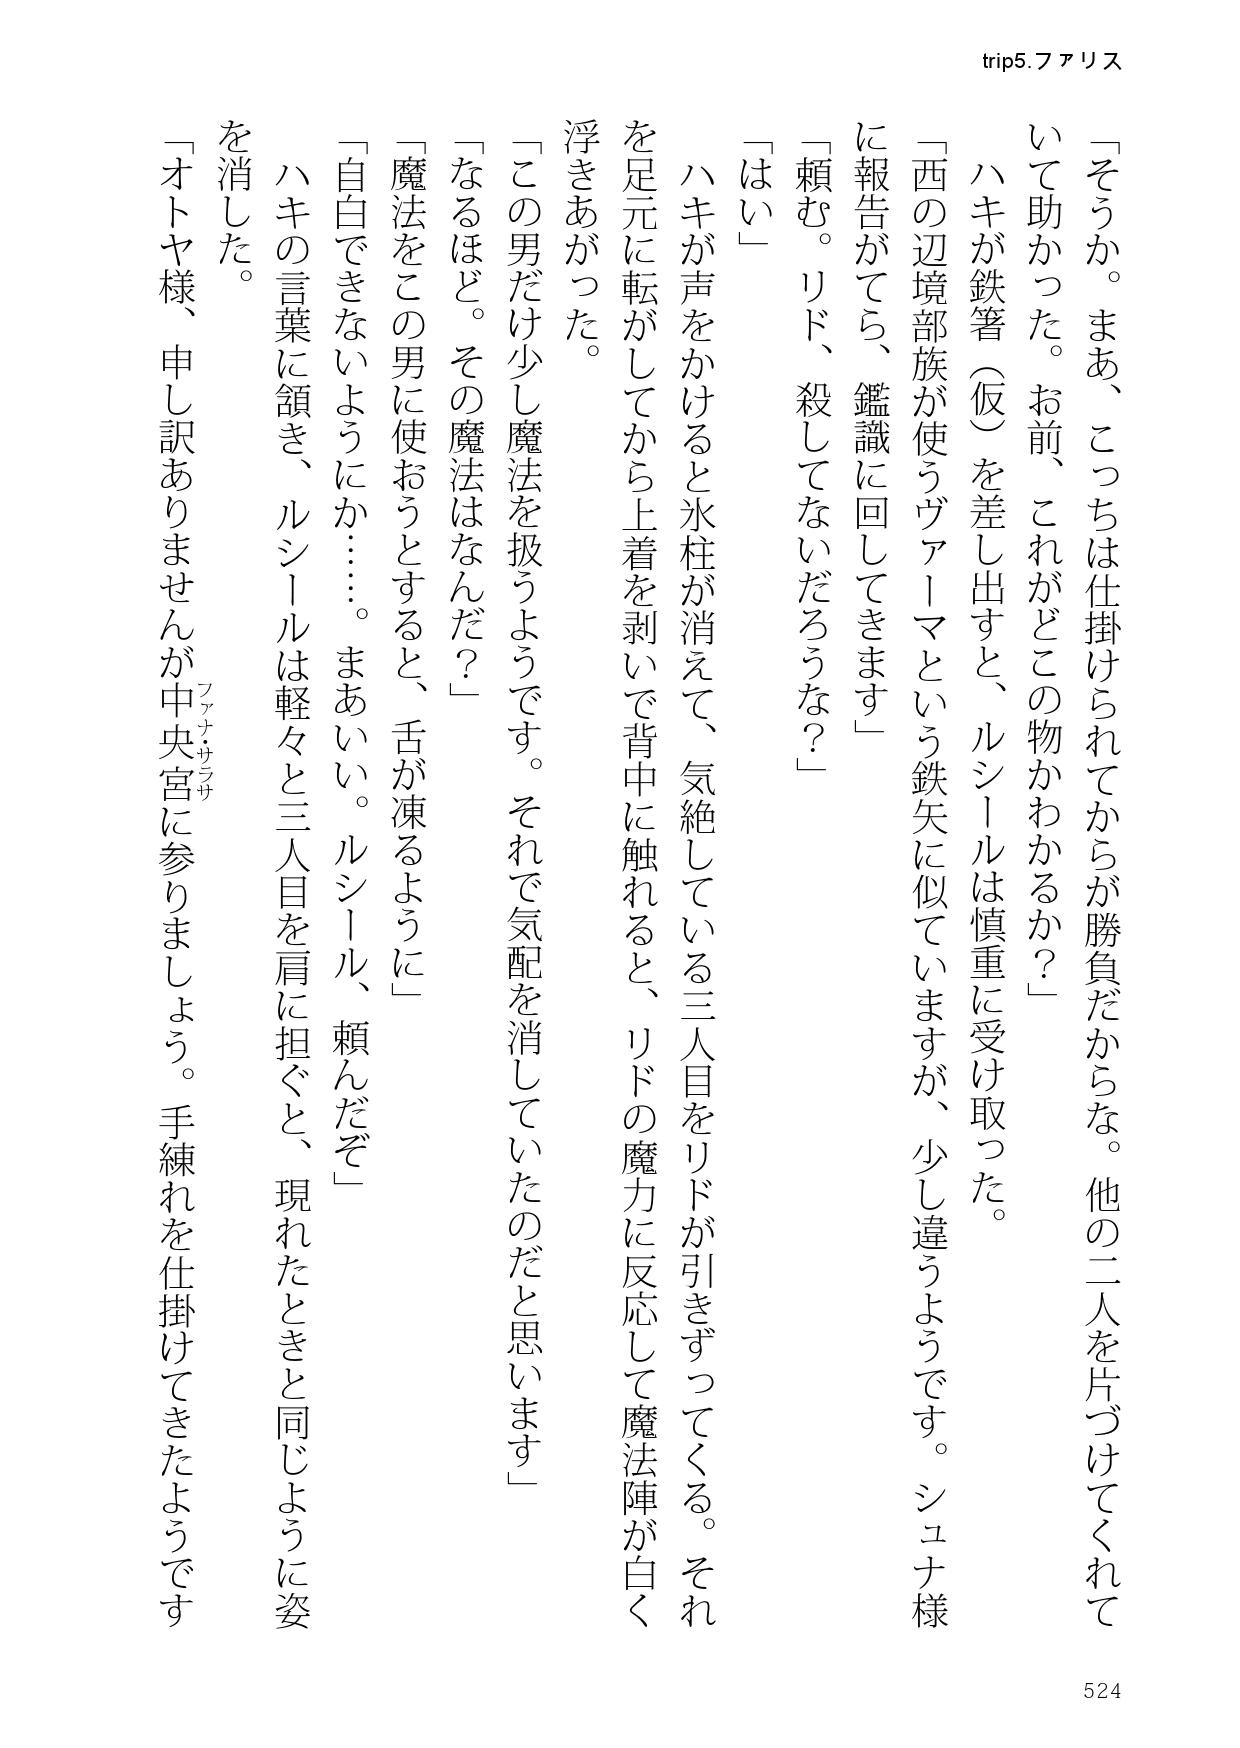 trip5.ファリス
「そうか。まあ、こっちは仕掛けられてからが勝負だからな。他の二人を片づけてくれて
いて助かった。お前、これがどこの物かわかるか？」
　ハキが鉄箸（仮）を差し出すと、ルシールは慎重に受け取った。
「西の辺境部族が使うヴァーマという鉄矢に似ていますが、少し違うようです。シュナ様
に報告がてら、鑑識に回してきます」
「頼む。リド、殺してないだろうな？」
「はい」
　ハキが声をかけると氷柱が消えて、気絶している三人目をリドが引きずってくる。それ
を足元に転がしてから上着を剥いで背中に触れると、リドの魔力に反応して魔法陣が白く
浮きあがった。
「この男だけ少し魔法を扱うようです。それで気配を消していたのだと思います」
「なるほど。その魔法はなんだ？」
「魔法をこの男に使おうとすると、舌が凍るように」
「自白できないようにか……。まあいい。ルシール、頼んだぞ」
　ハキの言葉に頷き、ルシールは軽々と三人目を肩に担ぐと、現れたときと同じように姿
を消した。
ファナ・サラサ
「オトヤ様、申し訳ありませんが中央宮に参りましょう。手練れを仕掛けてきたようです
524